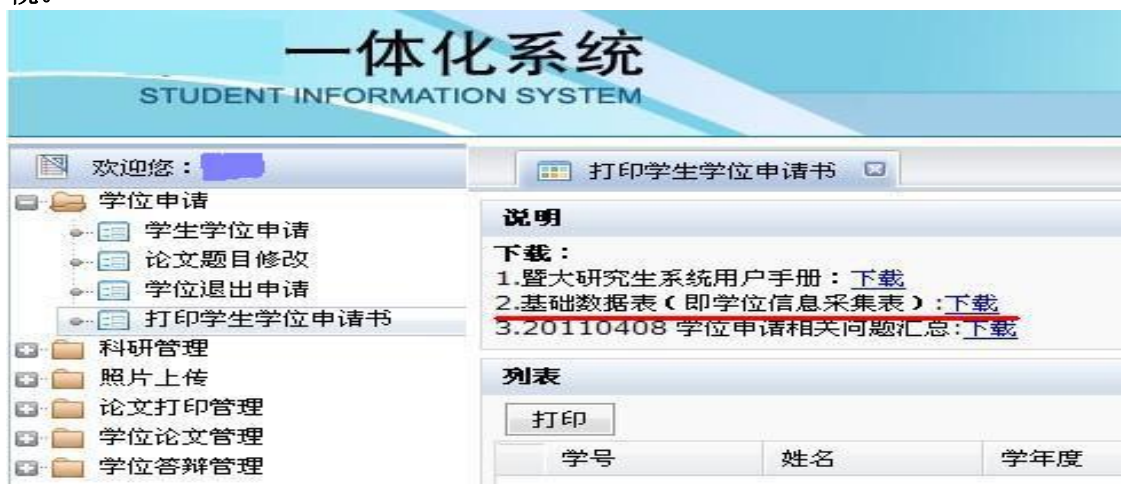 一体化系统
STUDENT INFORMATION SYSTEM
欢迎您：
打印学生学位申请书
学位申请
学生学位申请
论文题目修改
学位退出申请
打印学生学位申请书
科研管理
照片上传
论文打印管理
学位论文管理
学位答辩管理
说明
下载：
1.暨大研究生系统用户手册：下载
2.基础数据表（即学位信息采集表）:下载
3.20110408 学位申请相关问题汇总:下载
列表
打印
学号 姓名 学年度